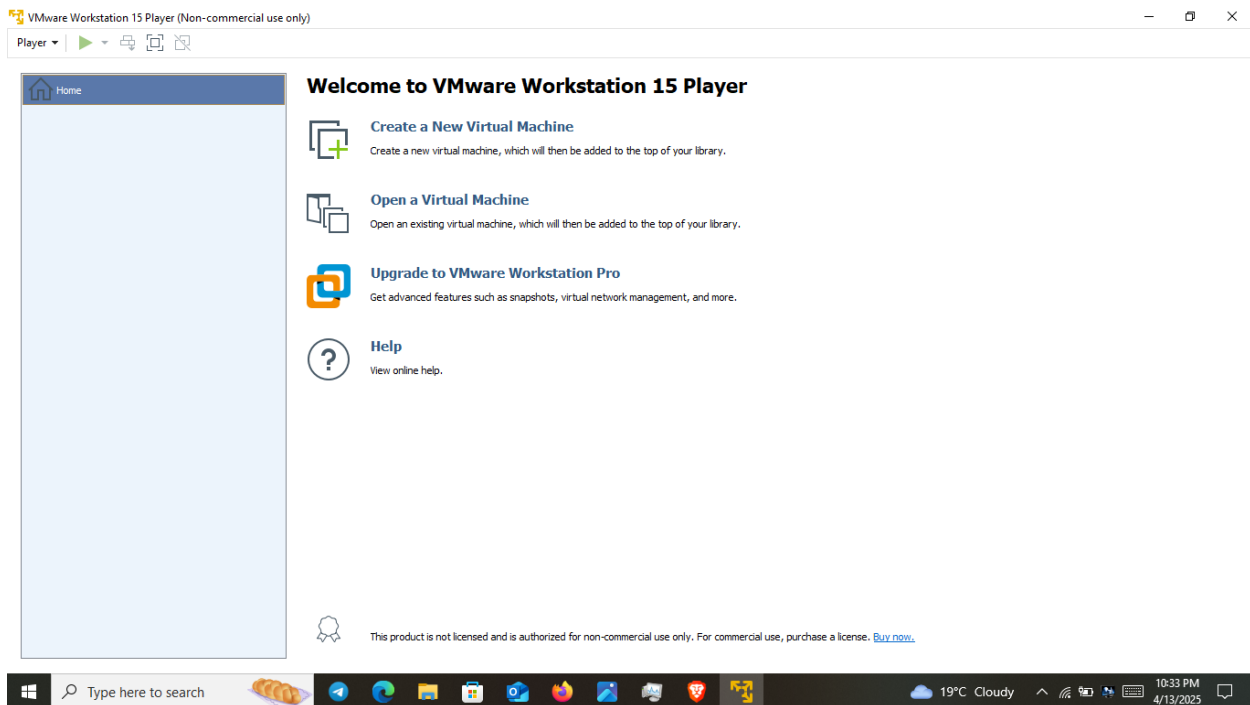 VMware Workstation 15 Player (Non-commercial use only)
Player
Home
Welcome to VMware Workstation 15 Player
Create a New Virtual Machine
Create a new virtual machine, which will then be added to the top of your library.
Open a Virtual Machine
Open an existing virtual machine, which will then be added to the top of your library.
Upgrade to VMware Workstation Pro
Get advanced features such as snapshots, virtual network management, and more.
?
Help
View online help.
This product is not licensed and is authorized for non-commercial use only. For commercial use, purchase a license. Buy now.
Type here to search
19°C Cloudy
10:33 PM
4/13/2025